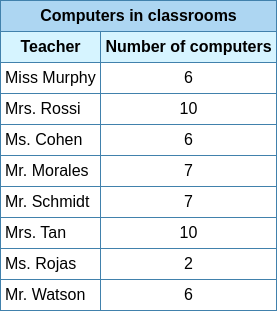 Computers in classrooms
Teacher Number of computers
Miss Murphy 6
Mrs. Rossi 10
Ms. Cohen 6
Mr. Morales 7
Mr. Schmidt 7
Mrs. Tan 10
Ms. Rojas 2
Mr. Watson 6